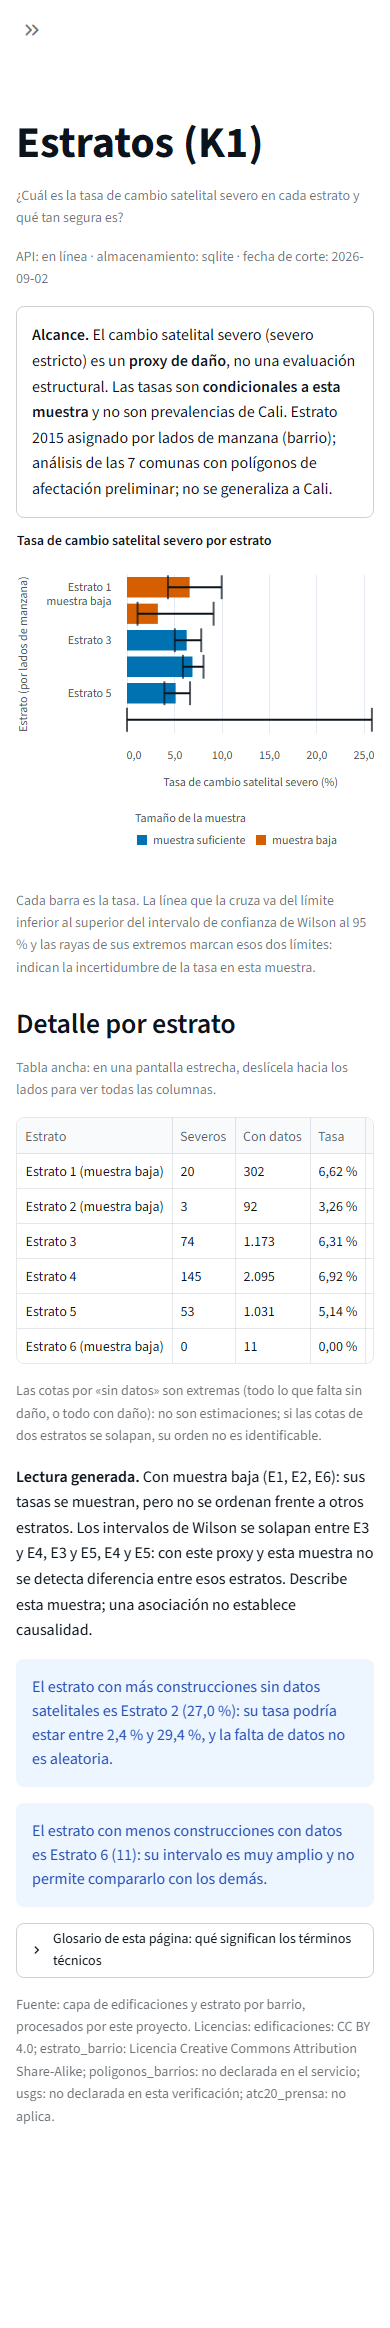 Estratos (K1)
¿Cuál es la tasa de cambio satelital severo en cada estrato y
qué tan segura es?
API: en línea · almacenamiento: sqlite · fecha de corte: 2026-
09-02
Alcance. El cambio satelital severo (severo
estricto) es un proxy de daño, no una evaluación
estructural. Las tasas son condicionales a esta
muestra y no son prevalencias de Cali. Estrato
2015 asignado por lados de manzana (barrio);
análisis de las 7 comunas con polígonos de
afectación preliminar; no se generaliza a Cali.
Tasa de cambio satelital severo por estrato
Estrato (por lados de manzana)
Estrato 1
muestra baja
Estrato 3
Estrato 5
0,0 5,0 10,0 15,0 20,0 25,0
Tasa de cambio satelital severo (%)
Tamaño de la muestra
muestra suficiente muestra baja
Cada barra es la tasa. La línea que la cruza va del límite
inferior al superior del intervalo de confianza de Wilson al 95
% y las rayas de sus extremos marcan esos dos límites:
indican la incertidumbre de la tasa en esta muestra.
Detalle por estrato
Tabla ancha: en una pantalla estrecha, deslícela hacia los
lados para ver todas las columnas.
Estrato Severos Con datos Tasa
Estrato 1 (muestra baja) 20 302 6,62 %
Estrato 2 (muestra baja) 3 92 3,26 %
Estrato 3 74 1.173 6,31 %
Estrato 4 145 2.095 6,92 %
Estrato 5 53 1.031 5,14 %
Estrato 6 (muestra baja) 0 11 0,00 %
Las cotas por «sin datos» son extremas (todo lo que falta sin
daño, o todo con daño): no son estimaciones; si las cotas de
dos estratos se solapan, su orden no es identificable.
Lectura generada. Con muestra baja (E1, E2, E6): sus
tasas se muestran, pero no se ordenan frente a otros
estratos. Los intervalos de Wilson se solapan entre E3
y E4, E3 y E5, E4 y E5: con este proxy y esta muestra no
se detecta diferencia entre esos estratos. Describe
esta muestra; una asociación no establece
causalidad.
El estrato con más construcciones sin datos
satelitales es Estrato 2 (27,0 %): su tasa podría
estar entre 2,4 % y 29,4 %, y la falta de datos no
es aleatoria.
El estrato con menos construcciones con datos
es Estrato 6 (11): su intervalo es muy amplio y no
permite compararlo con los demás.
Glosario de esta página: qué significan los términos
técnicos
Fuente: capa de edificaciones y estrato por barrio,
procesados por este proyecto. Licencias: edificaciones: CC BY
4.0; estrato_barrio: Licencia Creative Commons Attribution
Share-Alike; poligonos_barrios: no declarada en el servicio;
usgs: no declarada en esta verificación; atc20_prensa: no
aplica.